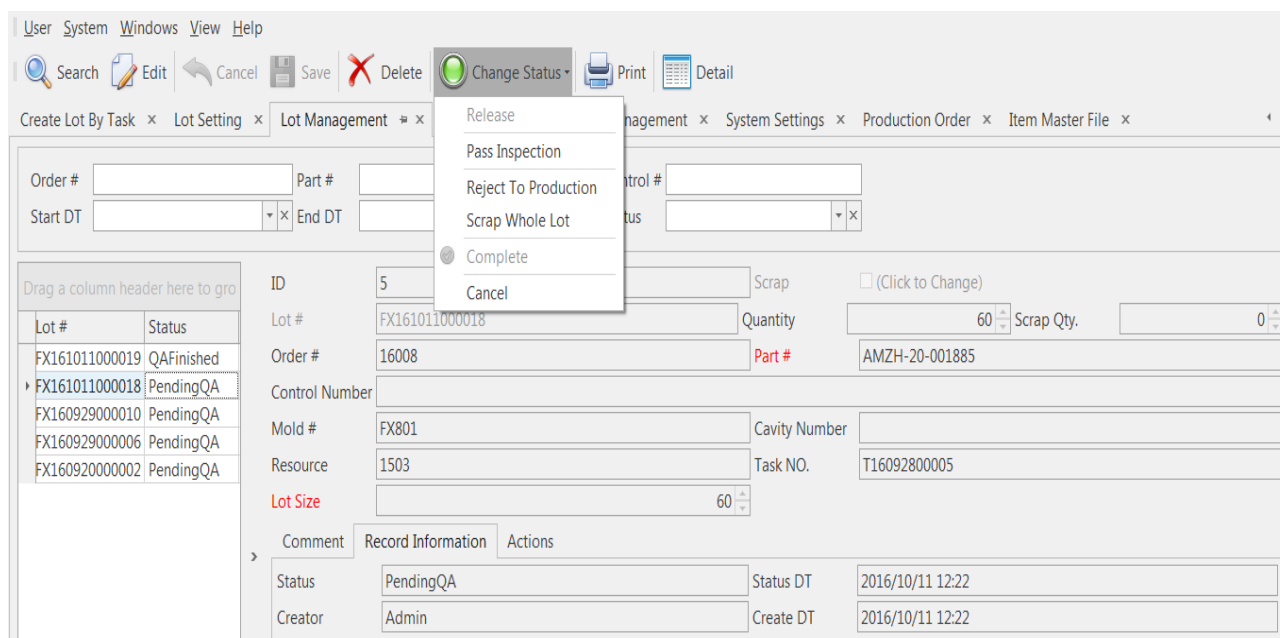 User System Windows View Help
Search Edit Cancel Save Delete Change Status Print Detail
Create Lot By Task × Lot Setting × Lot Management × nagement × System Settings × Production Order × Item Master File ×
Release
Pass Inspection
Reject To Production
Scrap Whole Lot
Complete
Cancel
Order # Part # ntrol #
Start DT End DT tus
Drag a column header here to gro
Lot # Status
FX161011000019 QAFinished
FX161011000018 PendingQA
FX160929000010 PendingQA
FX160929000006 PendingQA
FX160920000002 PendingQA
ID 5 Scrap (Click to Change)
Lot # FX161011000018 Quantity 60 Scrap Qty. 0
Order # 16008 Part # AMZH-20-001885
Control Number
Mold # FX801 Cavity Number
Resource 1503 Task NO. T16092800005
Lot Size 60
Comment Record Information Actions
Status PendingQA Status DT 2016/10/11 12:22
Creator Admin Create DT 2016/10/11 12:22